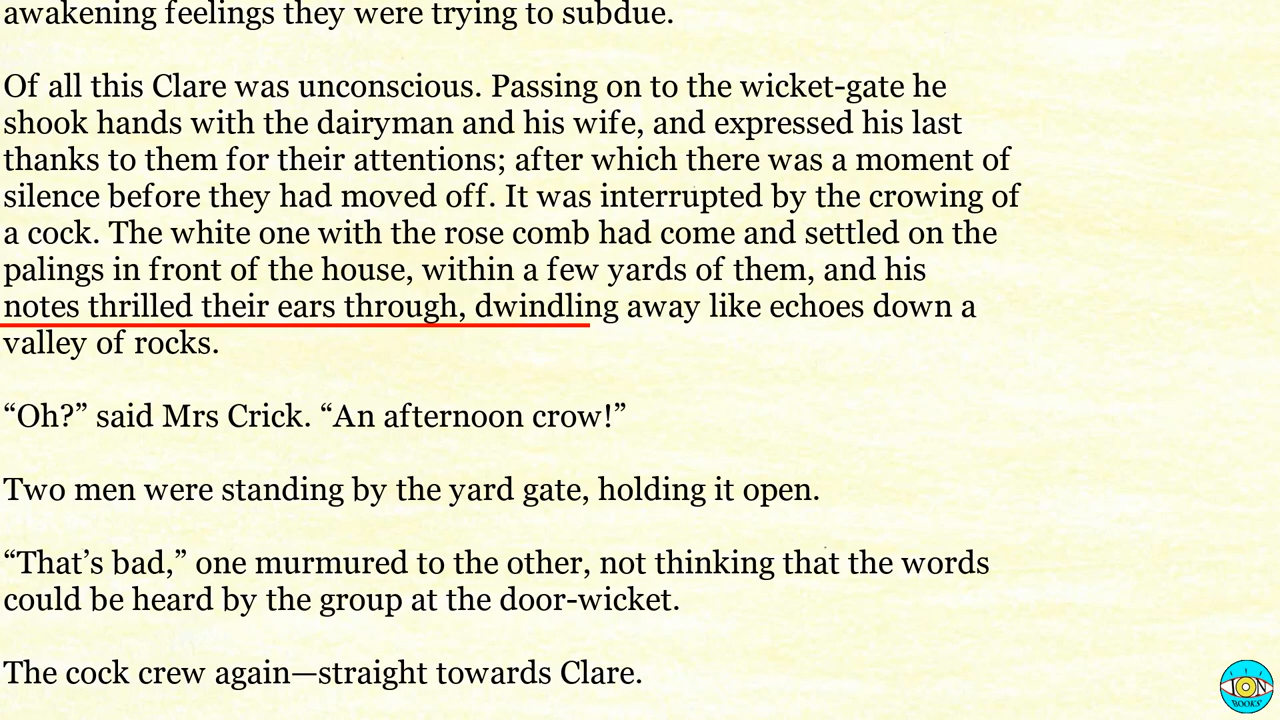 awakening feelings they were trying to subdue.
Of all this Clare was unconscious. Passing on to the wicket-gate he
shook hands with the dairyman and his wife, and expressed his last
thanks to them for their attentions; after which there was a moment of
silence before they had moved off. It was interrupted by the crowing of
a cock. The white one with the rose comb had come and settled on the
palings in front of the house, within a few yards of them, and his
notes thrilled their ears through, dwindling away like echoes down a
valley of rocks.
“Oh?” said Mrs Crick. “An afternoon crow!”
Two men were standing by the yard gate, holding it open.
“That’s bad,” one murmured to the other, not thinking that the words
could be heard by the group at the door-wicket.
The cock crew again—straight towards Clare.
ION
BOOKS